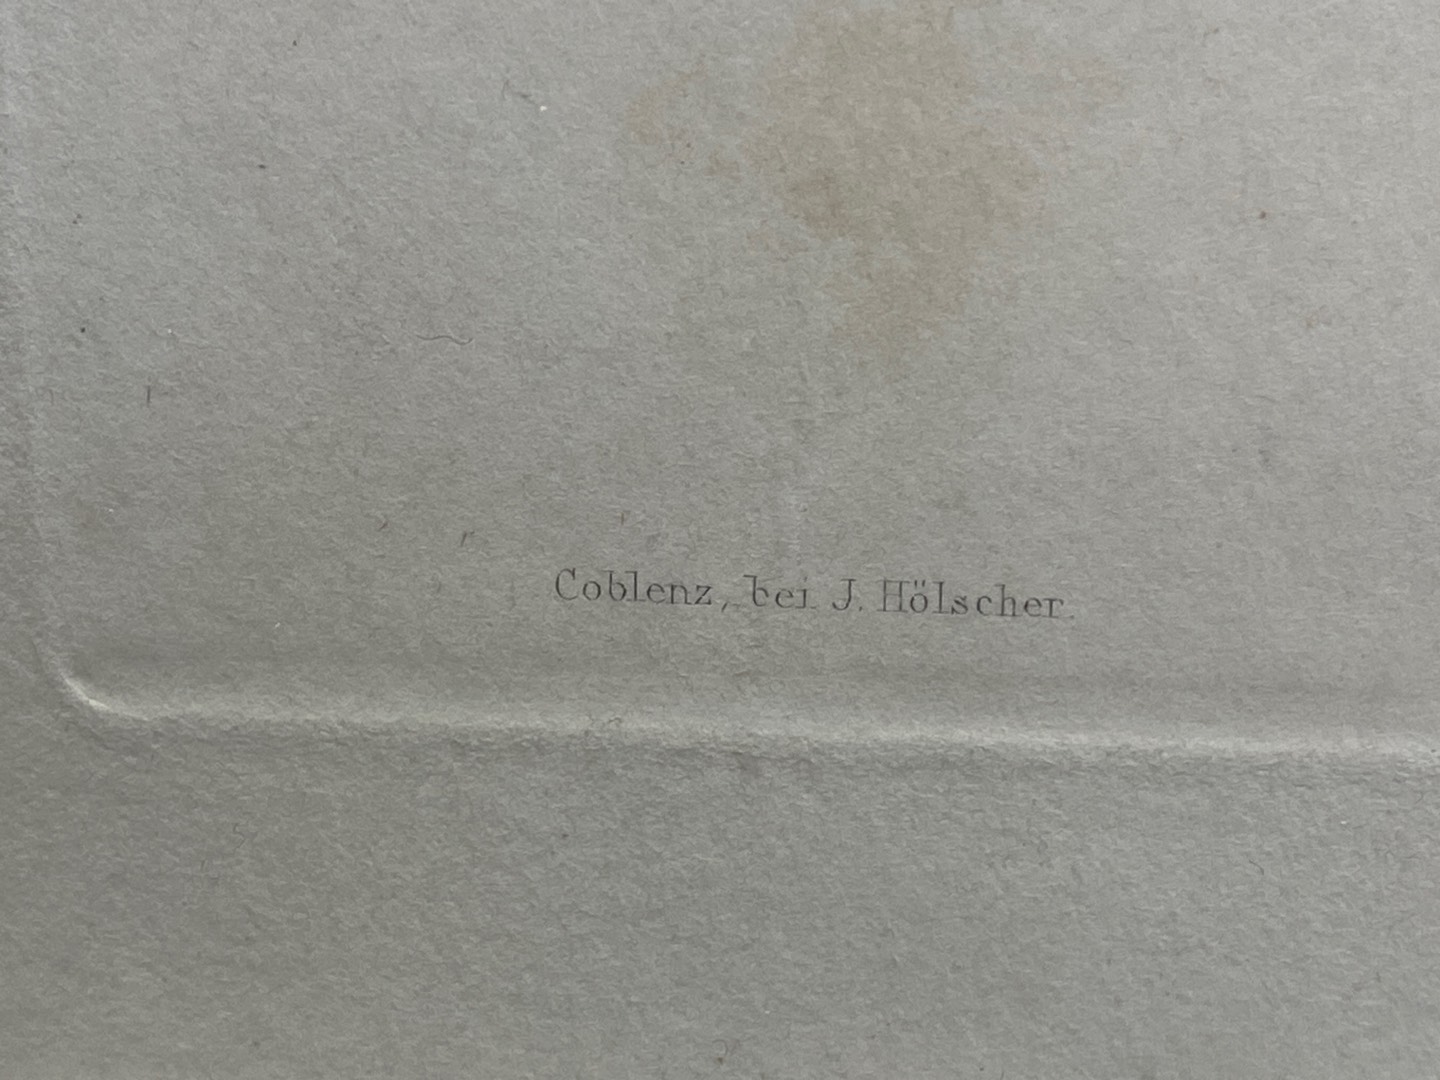 Coblenz, bei J. Hölscher.